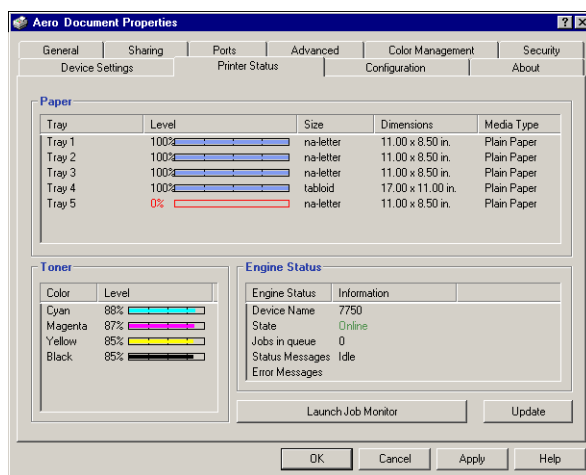 Aero Document Properties
General Sharing Ports Advanced Color Management Security
Device Settings Printer Status Configuration About
Paper
Tray Level Size Dimensions Media Type
Tray 1 100% na-letter 11.00 x 8.50 in. Plain Paper
Tray 2 100% na-letter 11.00 x 8.50 in. Plain Paper
Tray 3 100% na-letter 11.00 x 8.50 in. Plain Paper
Tray 4 100% tabloid 17.00 x 11.00 in. Plain Paper
Tray 5 0% na-letter 11.00 x 8.50 in. Plain Paper
Toner
Color Level
Cyan 88%
Magenta 87%
Yellow 85%
Black 85%
Engine Status
Engine Status Information
Device Name 7750
State Online
Jobs in queue 0
Status Messages Idle
Error Messages
Launch Job Monitor Update
OK Cancel Apply Help